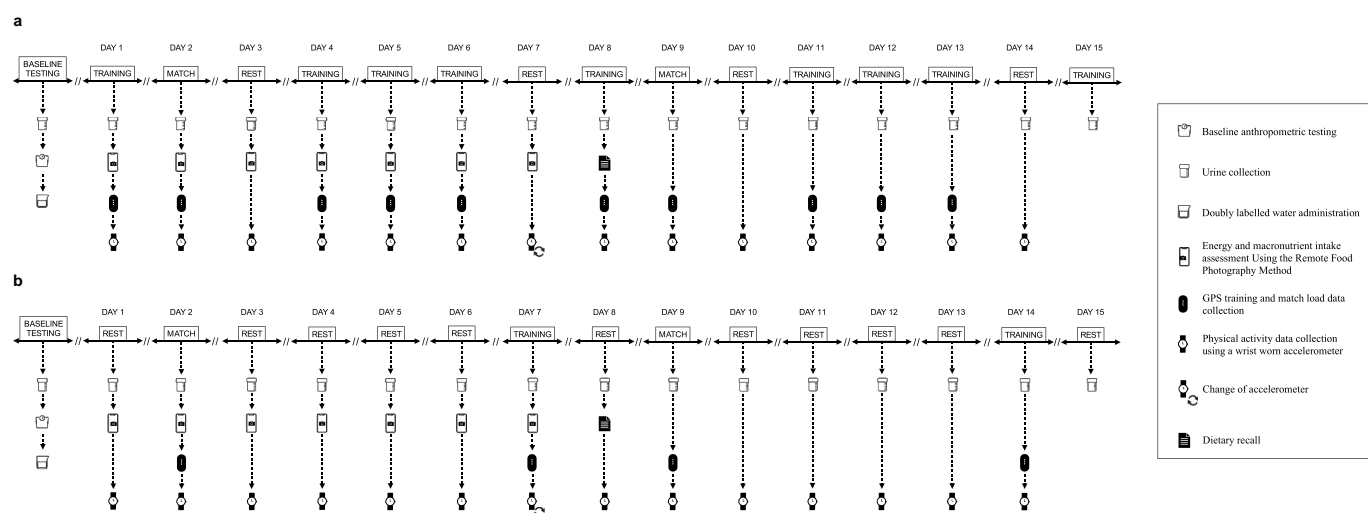 a
DAY 1 DAY 2 DAY 3 DAY 4 DAY 5 DAY 6 DAY 7 DAY 8 DAY 9 DAY 10 DAY 11 DAY 12 DAY 13 DAY 14 DAY 15
BASELINE
TESTING // TRAINING // MATCH // REST // TRAINING // TRAINING // TRAINING // REST // TRAINING // MATCH // REST // TRAINING // TRAINING // TRAINING // REST // TRAINING
b
DAY 1 DAY 2 DAY 3 DAY 4 DAY 5 DAY 6 DAY 7 DAY 8 DAY 9 DAY 10 DAY 11 DAY 12 DAY 13 DAY 14 DAY 15
BASELINE
TESTING // REST // MATCH // REST // REST // REST // REST // TRAINING // REST // MATCH // REST // REST // REST // REST // TRAINING // REST
Baseline anthropometric testing
Urine collection
Doubly labelled water administration
Energy and macronutrient intake
assessment Using the Remote Food
Photography Method
GPS training and match load data
collection
Physical activity data collection
using a wrist worn accelerometer
Change of accelerometer
Dietary recall